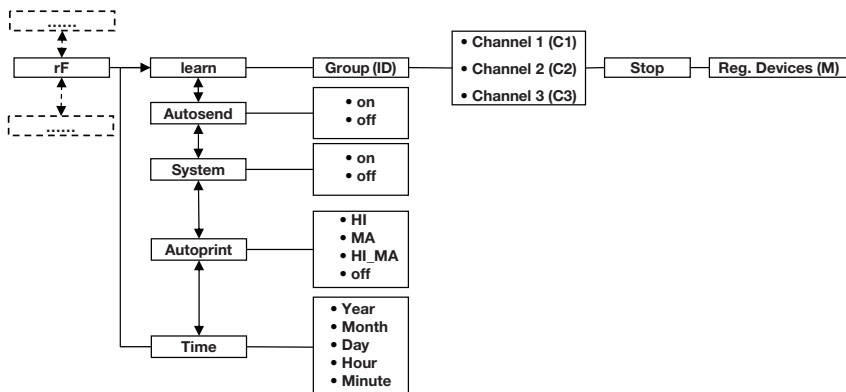 ......
rF
......
learn
Group (ID)
• Channel 1 (C1)
• Channel 2 (C2)
• Channel 3 (C3)
Stop
Reg. Devices (M)
Autosend
• on
• off
System
• on
• off
Autoprint
• HI
• MA
• HI_MA
• off
Time
• Year
• Month
• Day
• Hour
• Minute